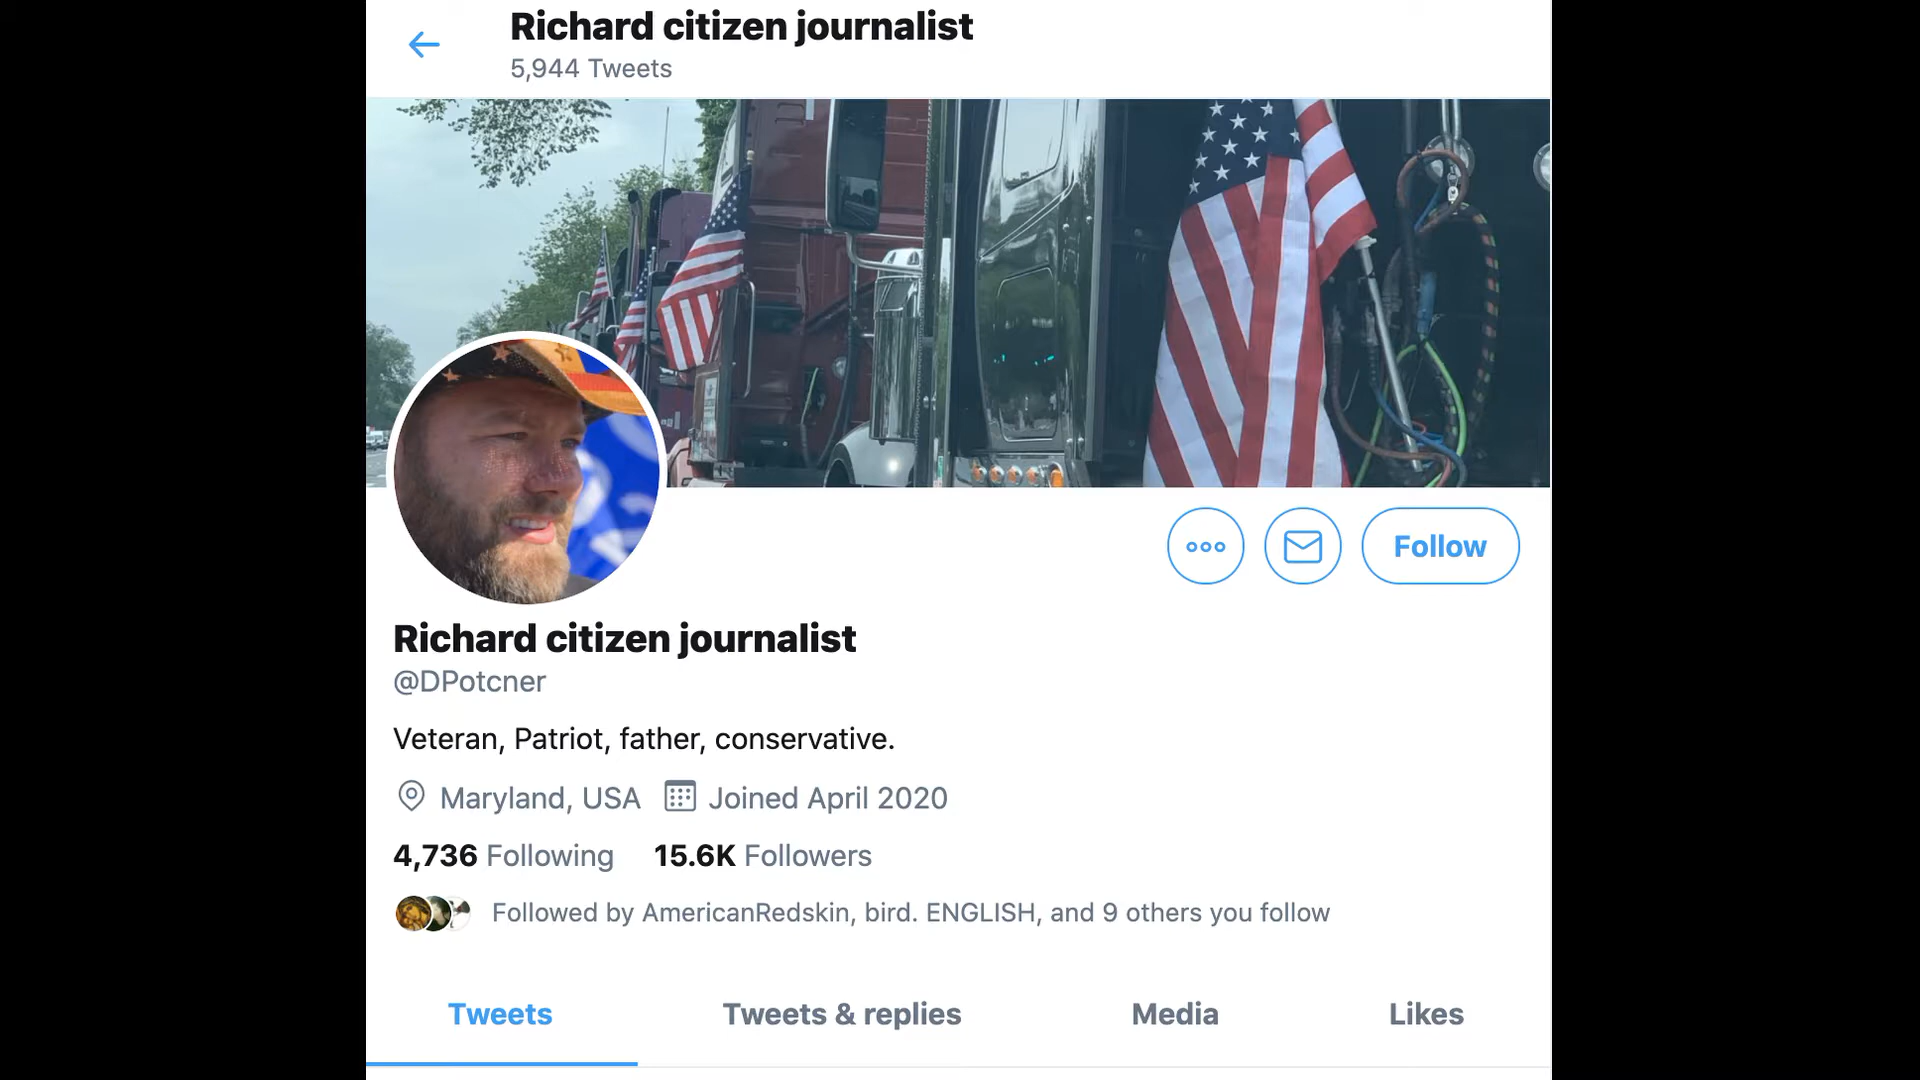 Richard citizen journalist
5,944 Tweets
Follow
Richard citizen journalist
@DPotcner
Veteran, Patriot, father, conservative.
Maryland, USA Joined April 2020
4,736 Following 15.6K Followers
Followed by AmericanRedskin, bird. ENGLISH, and 9 others you follow
Tweets Tweets & replies Media Likes